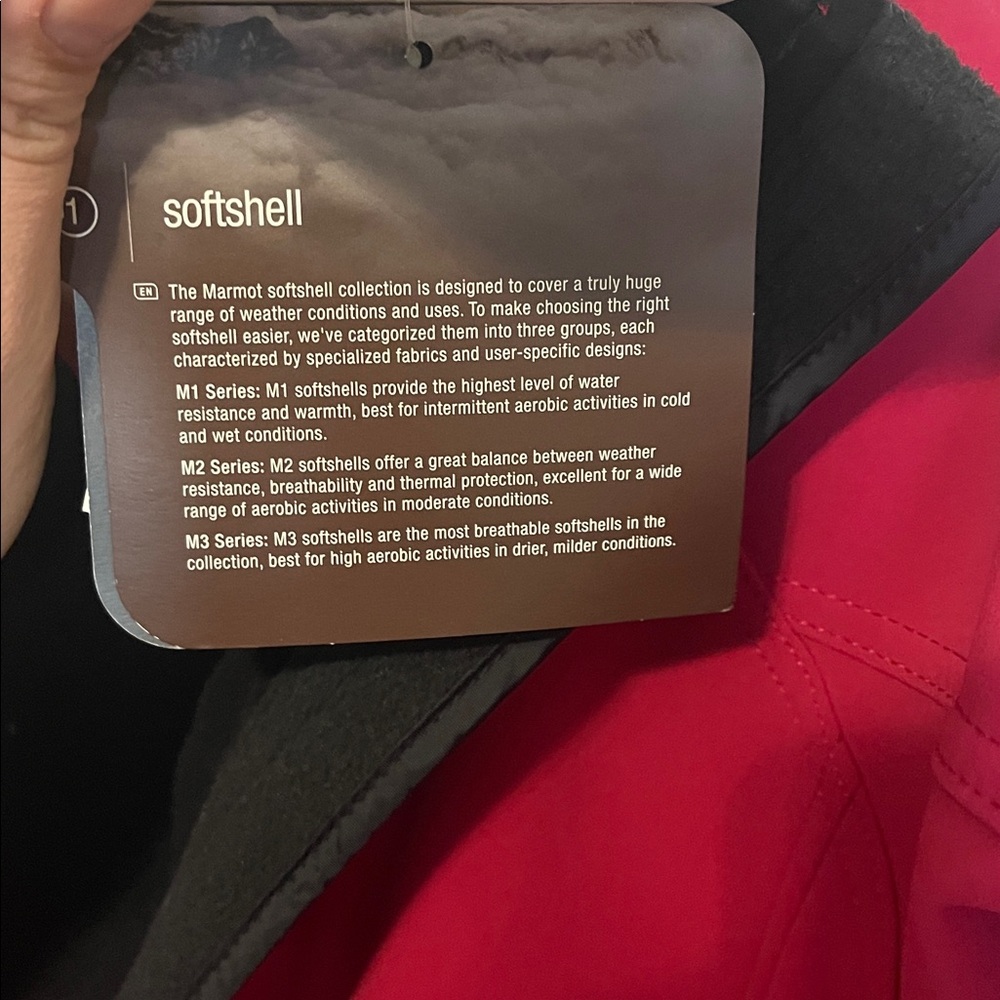 1
softshell
EN The Marmot softshell collection is designed to cover a truly huge
range of weather conditions and uses. To make choosing the right
softshell easier, we've categorized them into three groups, each
characterized by specialized fabrics and user-specific designs:
M1 Series: M1 softshells provide the highest level of water
resistance and warmth, best for intermittent aerobic activities in cold
and wet conditions.
M2 Series: M2 softshells offer a great balance between weather
resistance, breathability and thermal protection, excellent for a wide
range of aerobic activities in moderate conditions.
M3 Series: M3 softshells are the most breathable softshells in the
collection, best for high aerobic activities in drier, milder conditions.